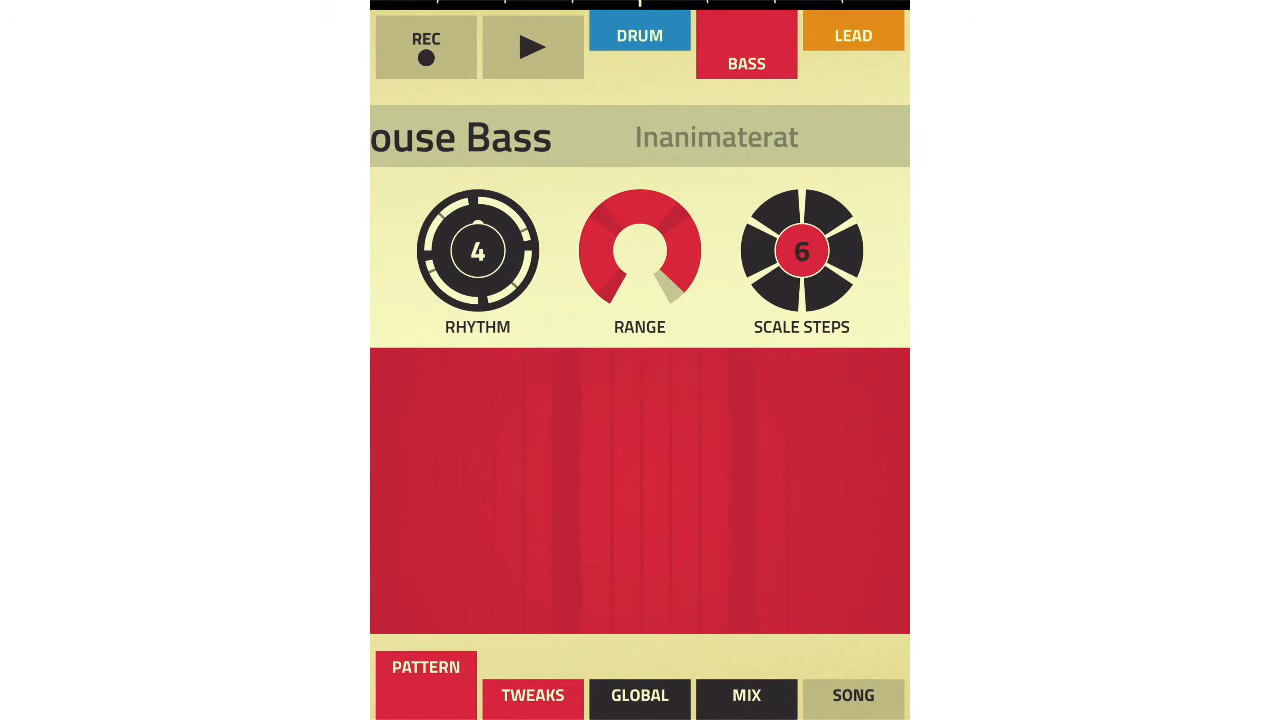 REC
DRUM
BASS
LEAD
ouse Bass
Inanimaterat
4
6
RHYTHM
RANGE
SCALE STEPS
PATTERN
TWEAKS
GLOBAL
MIX
SONG